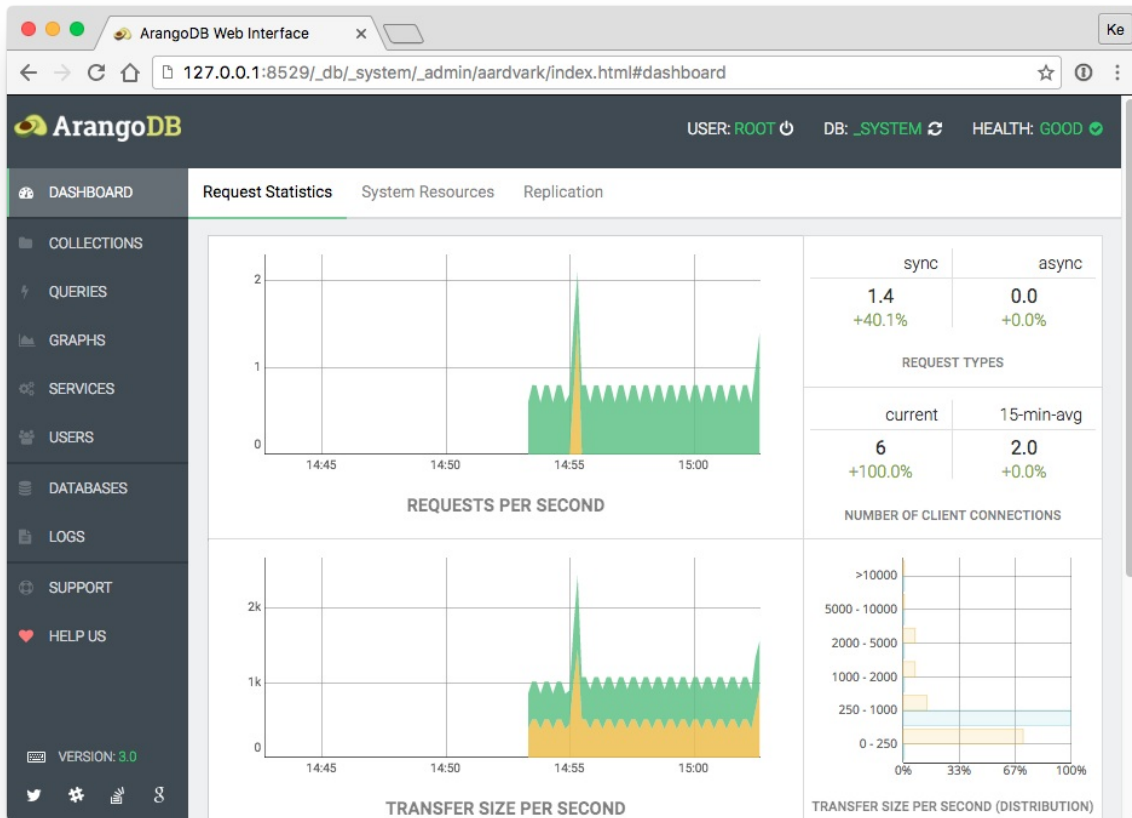 ArangoDB Web Interface
Ke
127.0.0.1:8529/_db/_system/_admin/aardvark/index.html#dashboard
ArangoDB
USER: ROOT DB: _SYSTEM HEALTH: GOOD
DASHBOARD
COLLECTIONS
QUERIES
GRAPHS
SERVICES
USERS
DATABASES
LOGS
SUPPORT
HELP US
VERSION: 3.0
Request Statistics System Resources Replication
2
1
0
14:45 14:50 14:55 15:00
REQUESTS PER SECOND
sync async
1.4 0.0
+40.1% +0.0%
REQUEST TYPES
current 15-min-avg
6 2.0
+100.0% +0.0%
NUMBER OF CLIENT CONNECTIONS
2k
1k
0
14:45 14:50 14:55 15:00
TRANSFER SIZE PER SECOND
>10000
5000 - 10000
2000 - 5000
1000 - 2000
250 - 1000
0 - 250
0% 33% 67% 100%
TRANSFER SIZE PER SECOND (DISTRIBUTION)